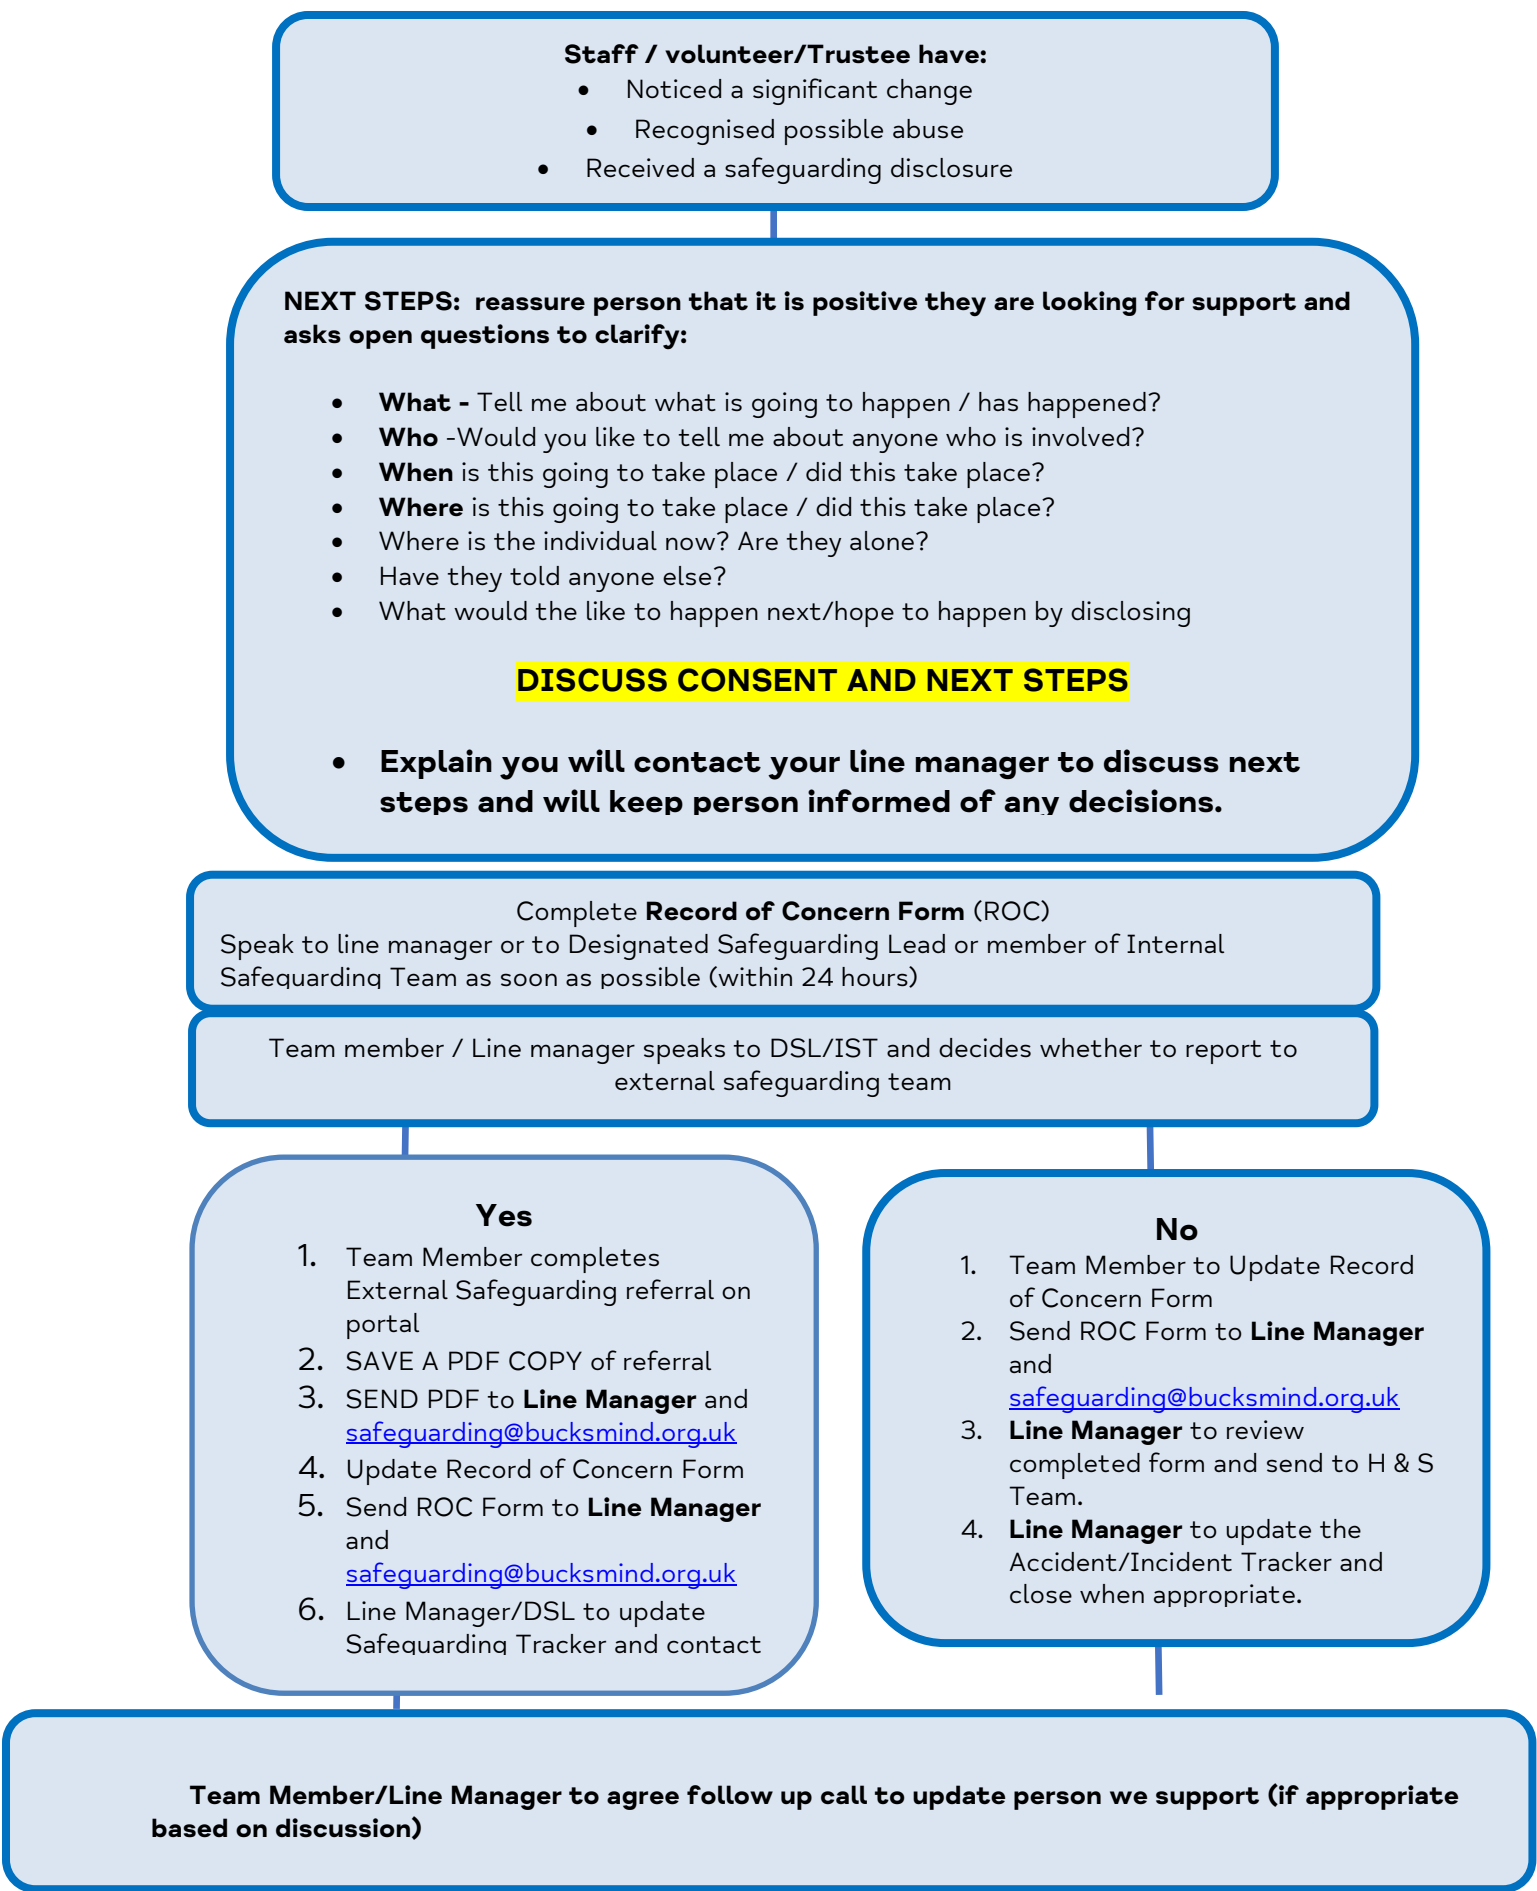 Staff / volunteer/Trustee have:
• Noticed a significant change
• Recognised possible abuse
• Received a safeguarding disclosure
NEXT STEPS: reassure person that it is positive they are looking for support and
asks open questions to clarify:
• What - Tell me about what is going to happen / has happened?
• Who -Would you like to tell me about anyone who is involved?
• When is this going to take place / did this take place?
• Where is this going to take place / did this take place?
• Where is the individual now? Are they alone?
• Have they told anyone else?
• What would the like to happen next/hope to happen by disclosing
DISCUSS CONSENT AND NEXT STEPS
• Explain you will contact your line manager to discuss next
steps and will keep person informed of any decisions.
Complete Record of Concern Form (ROC)
Speak to line manager or to Designated Safeguarding Lead or member of Internal
Safeguarding Team as soon as possible (within 24 hours)
Team member / Line manager speaks to DSL/IST and decides whether to report to
external safeguarding team
Yes
1. Team Member completes
External Safeguarding referral on
portal
2. SAVE A PDF COPY of referral
3. SEND PDF to Line Manager and
safeguarding@bucksmind.org.uk
4. Update Record of Concern Form
5. Send ROC Form to Line Manager
and
safeguarding@bucksmind.org.uk
6. Line Manager/DSL to update
Safeguarding Tracker and contact
No
1. Team Member to Update Record
of Concern Form
2. Send ROC Form to Line Manager
and
safeguarding@bucksmind.org.uk
3. Line Manager to review
completed form and send to H & S
Team.
4. Line Manager to update the
Accident/Incident Tracker and
close when appropriate.
Team Member/Line Manager to agree follow up call to update person we support (if appropriate
based on discussion)